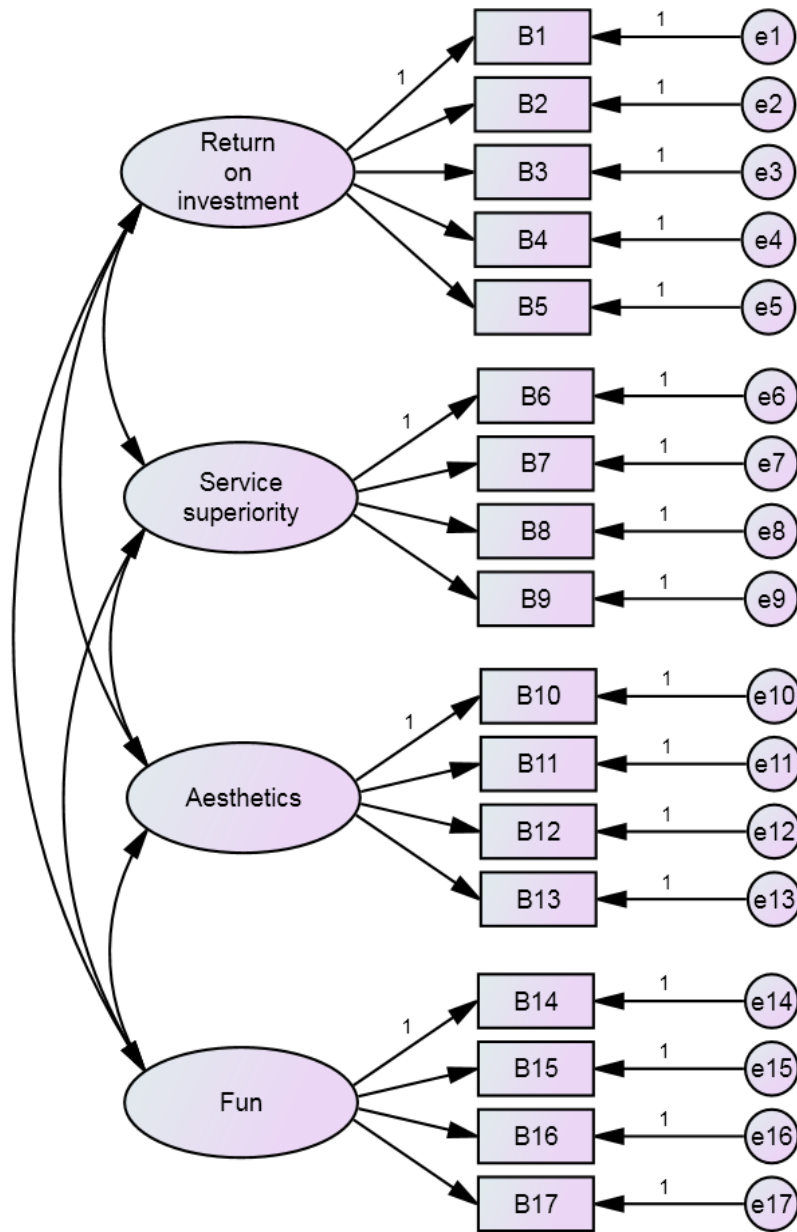 B1
1
e1
1
B2
1
e2
Return
on
investment
B3
1
e3
B4
1
e4
B5
1
e5
B6
1
e6
1
B7
1
e7
Service
superiority
B8
1
e8
B9
1
e9
B10
1
e10
1
B11
1
e11
Aesthetics
B12
1
e12
B13
1
e13
B14
1
e14
1
B15
1
e15
Fun
B16
1
e16
B17
1
e17